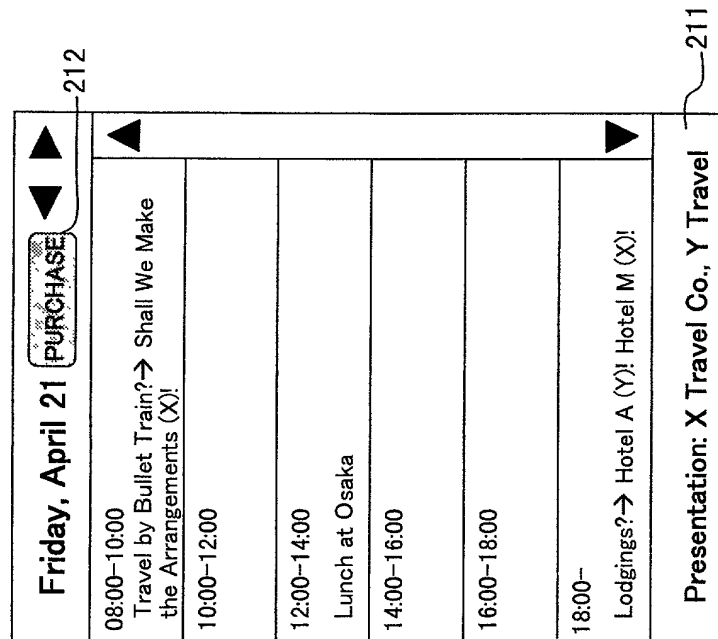 Friday, April 21 PURCHASE ◀ ▶
212
08:00-10:00
Travel by Bullet Train?→ Shall We Make
the Arrangements (X)!
10:00-12:00
12:00-14:00
Lunch at Osaka
14:00-16:00
16:00-18:00
18:00-
Lodgings?→ Hotel A (Y)! Hotel M (X)!
Presentation: X Travel Co., Y Travel
211